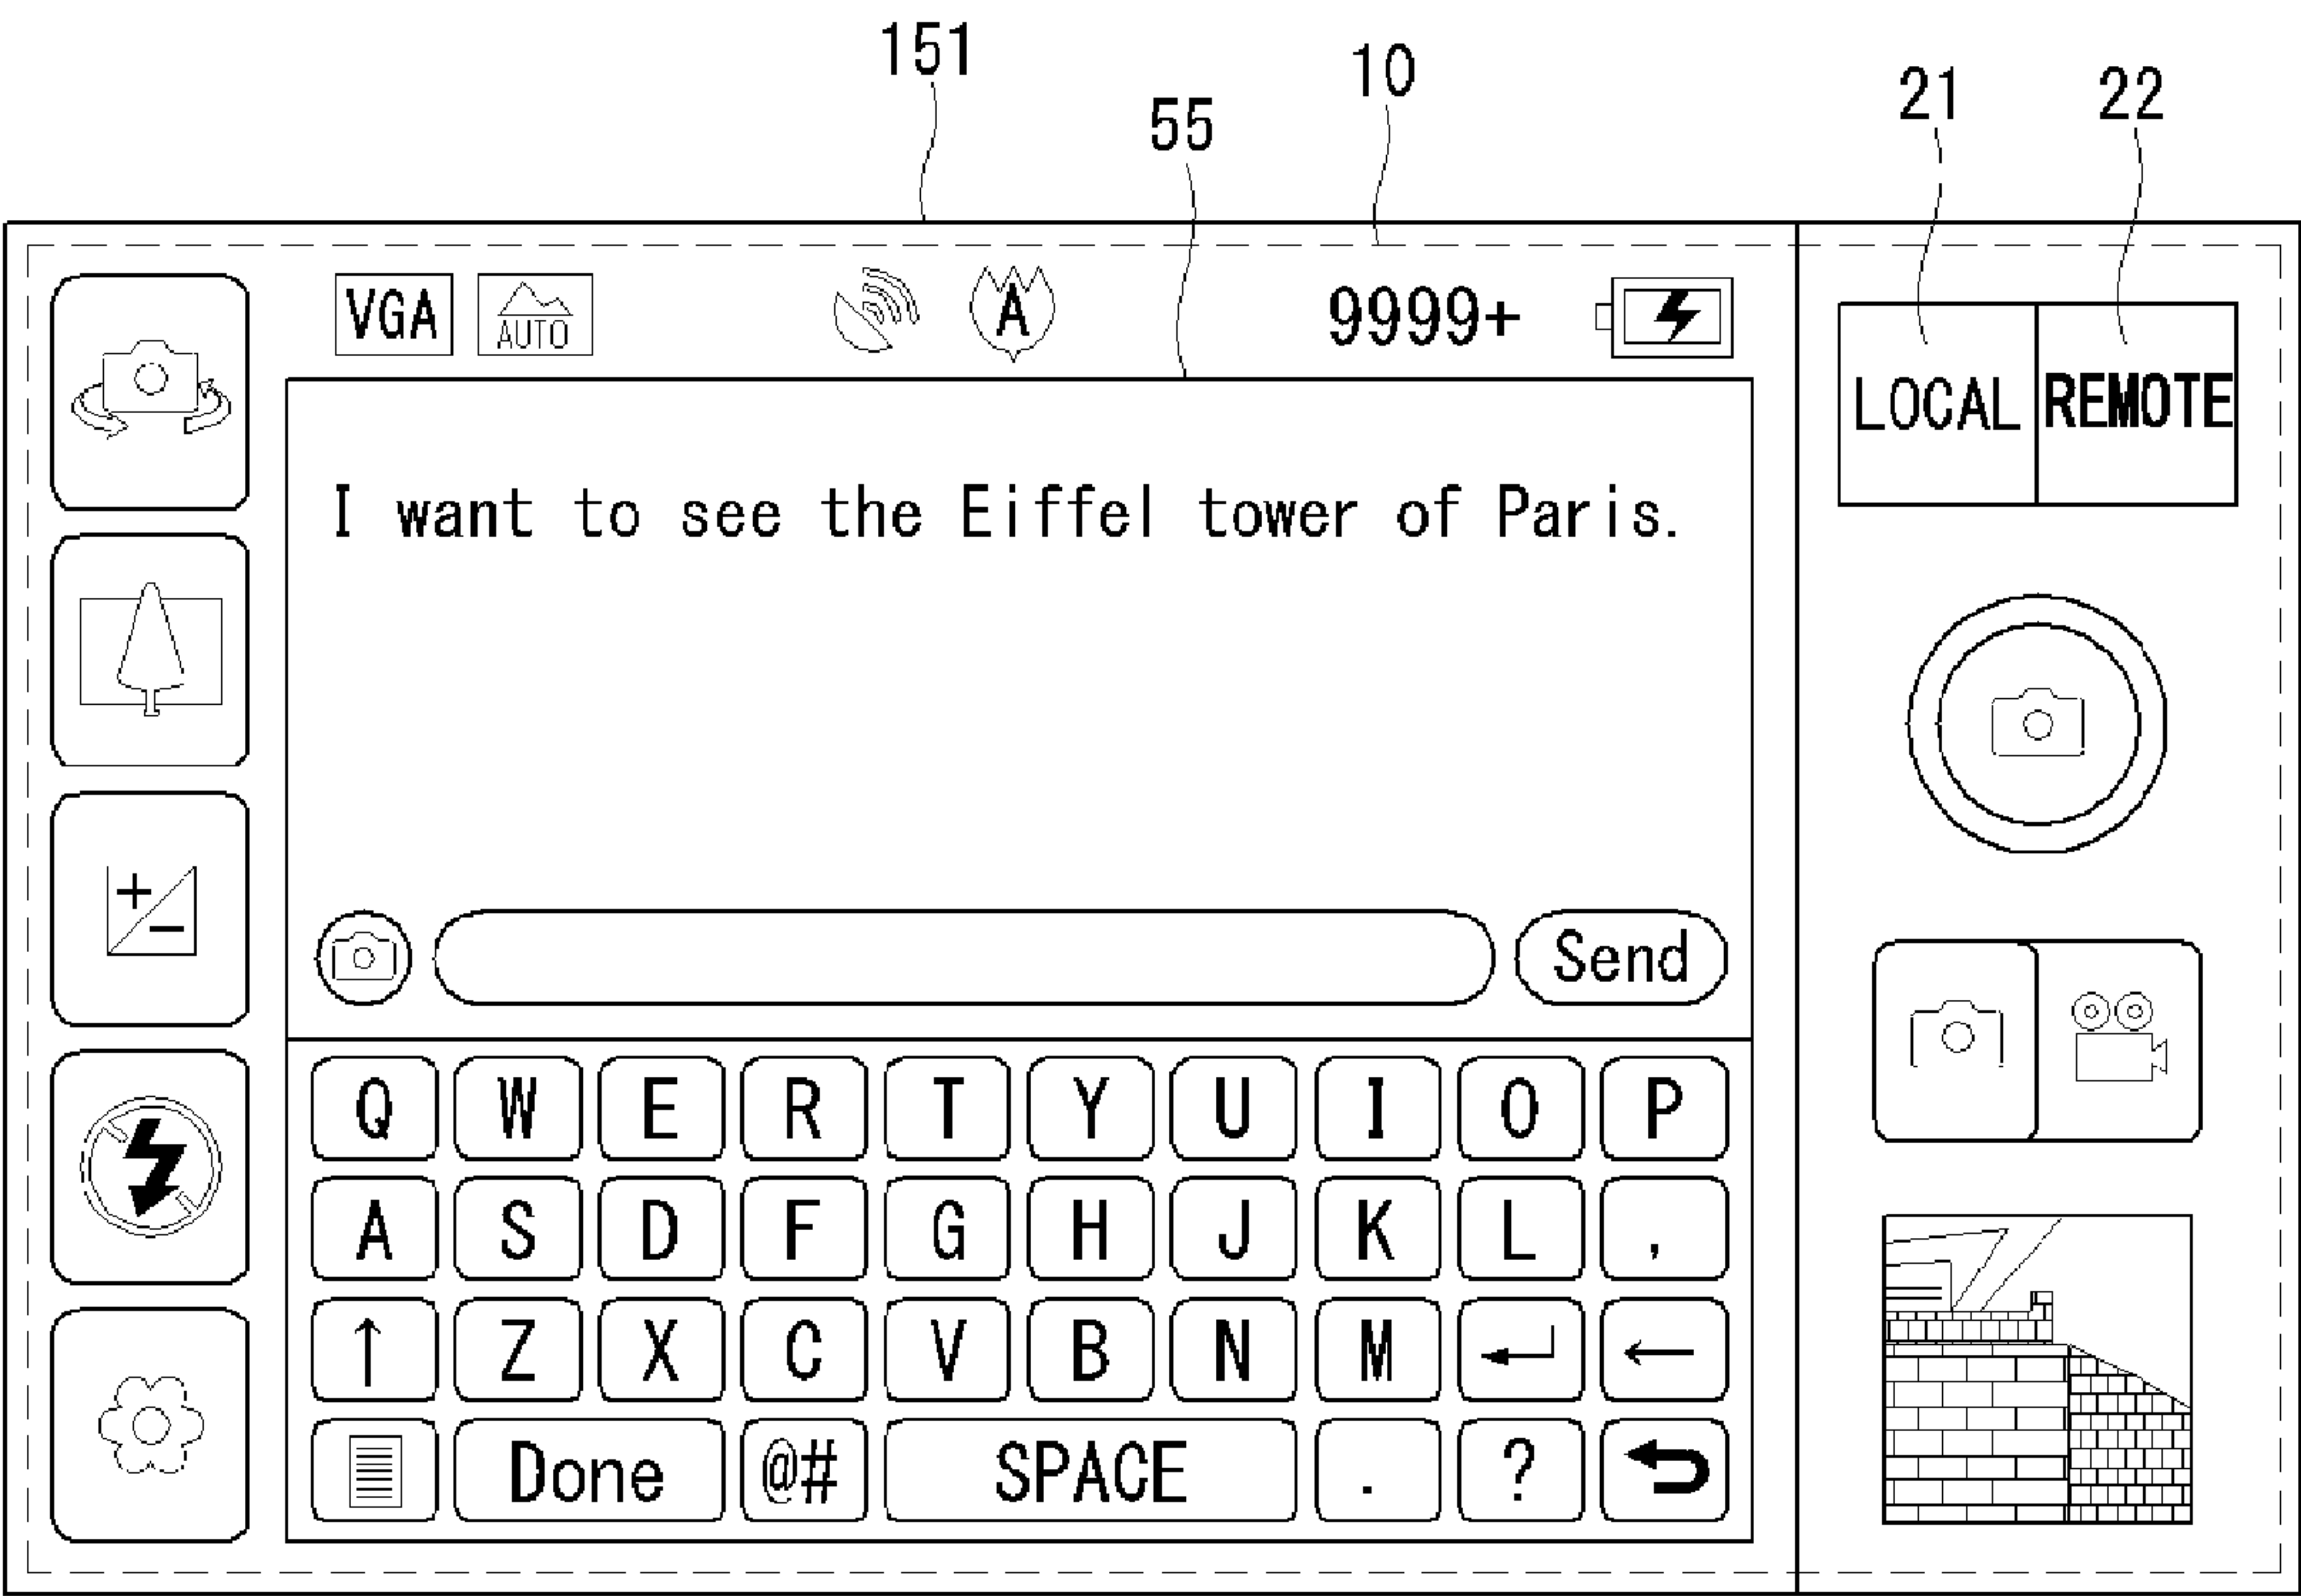 151
10
55
21
22
VGA
AUTO
A
9999+
LOCAL
REMOTE
I want to see the Eiffel tower of Paris.
Send
Q W E R T Y U I O P
A S D F G H J K L ,
↑ Z X C V B N M ↵ ←
Done @# SPACE . ?